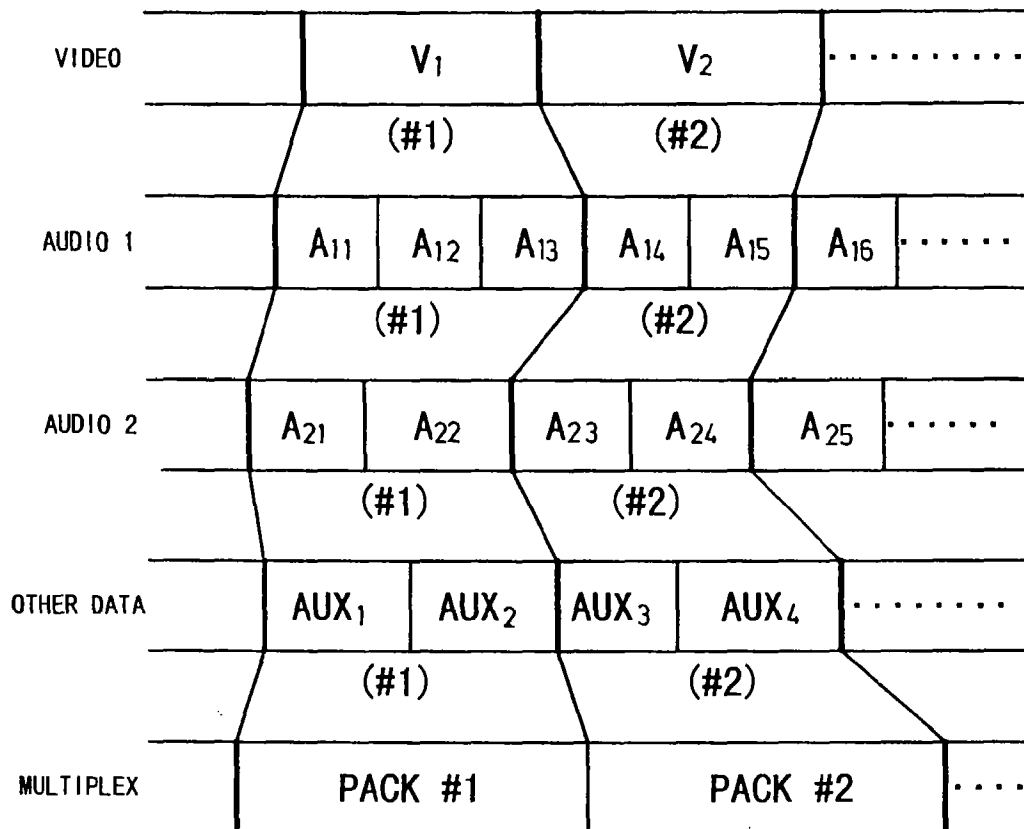 VIDEO V₁ V₂ ........
(#1) (#2)
AUDIO 1 A₁₁ A₁₂ A₁₃ A₁₄ A₁₅ A₁₆ ......
(#1) (#2)
AUDIO 2 A₂₁ A₂₂ A₂₃ A₂₄ A₂₅ ......
(#1) (#2)
OTHER DATA AUX₁ AUX₂ AUX₃ AUX₄ ........
(#1) (#2)
MULTIPLEX PACK #1 PACK #2 ....